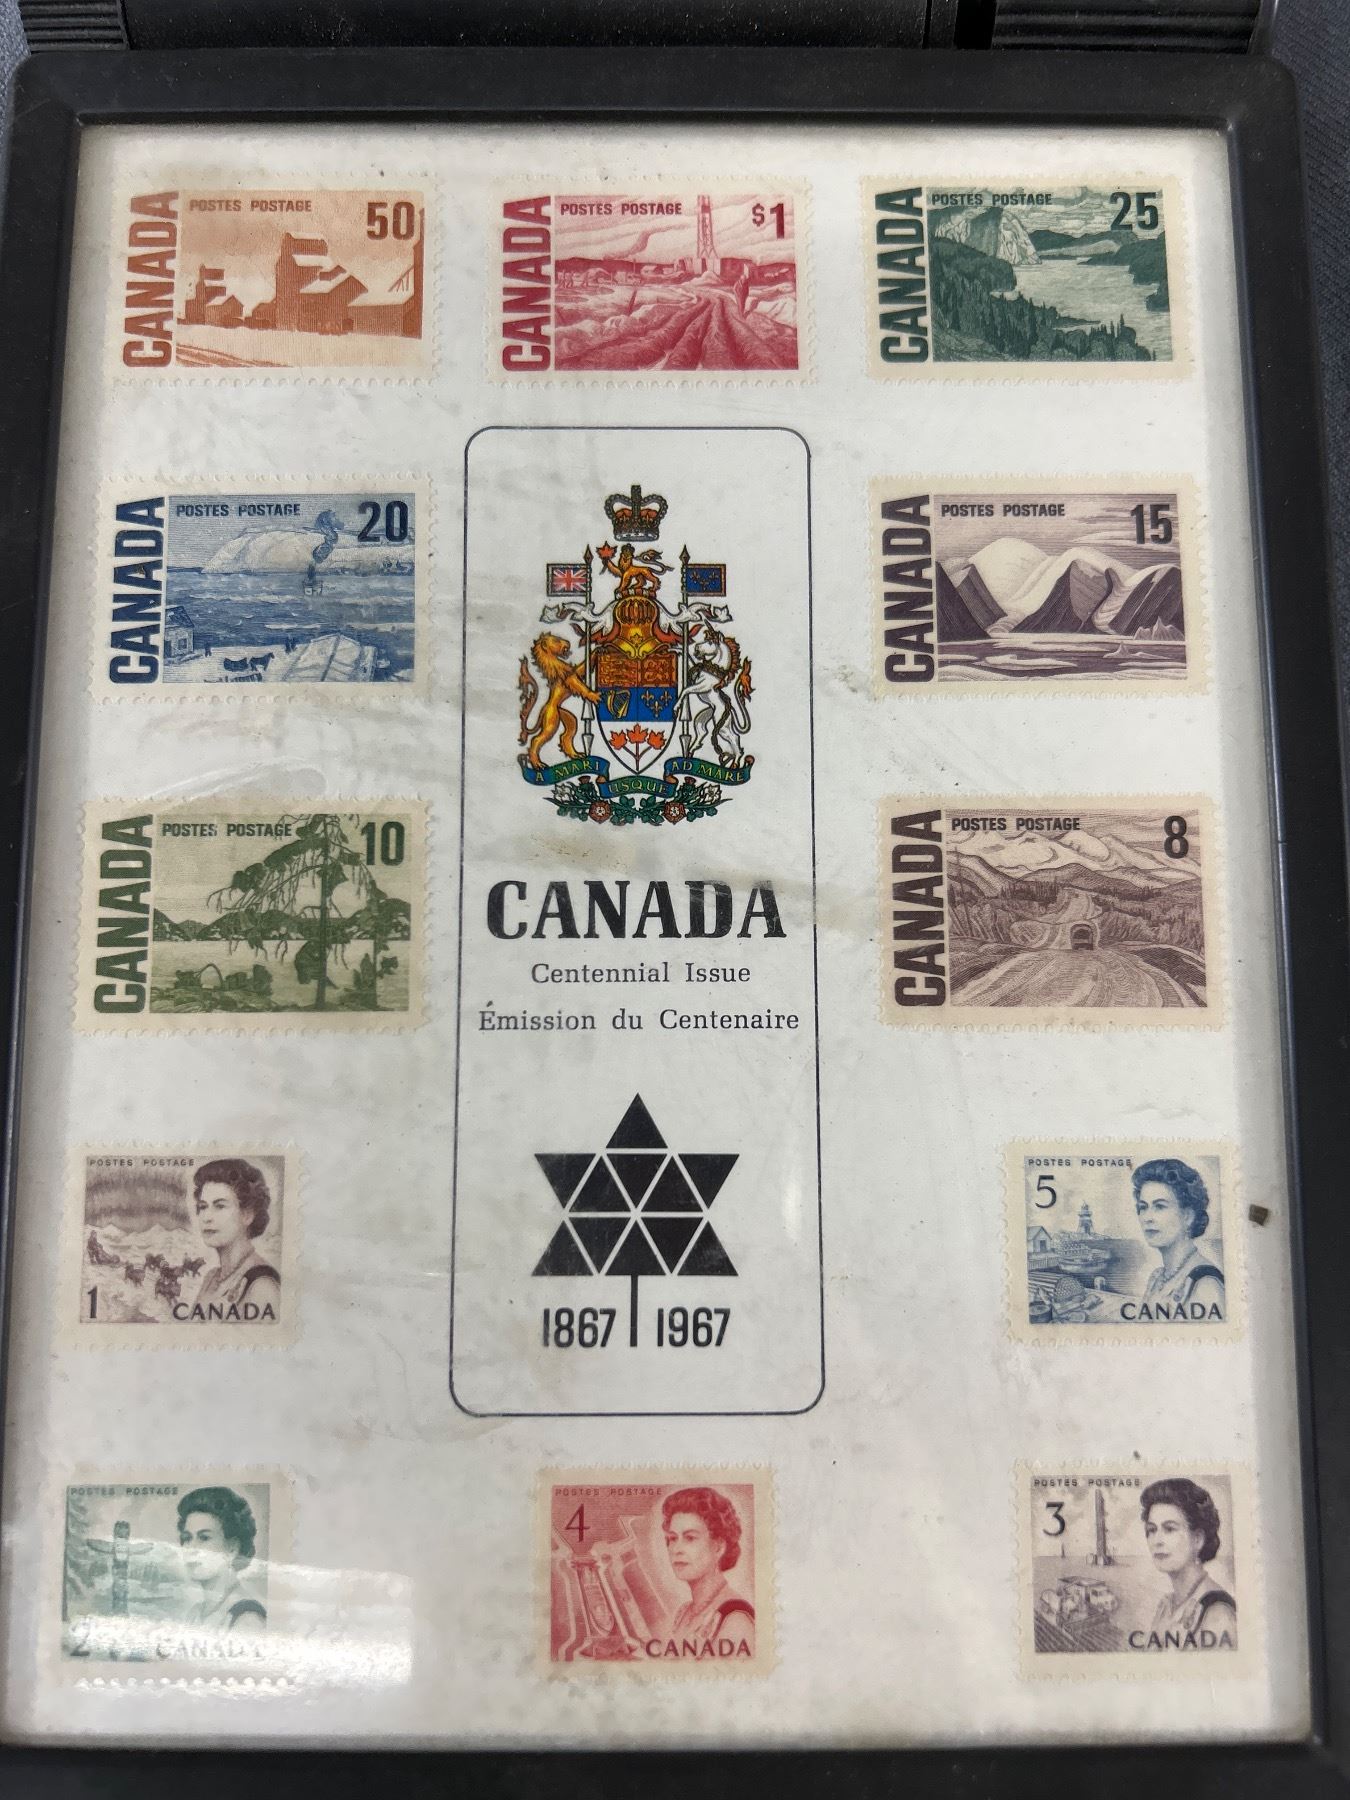 CANADA
POSTES POSTAGE 50
CANADA
POSTES POSTAGE $1
CANADA
POSTES POSTAGE 25
CANADA
POSTES POSTAGE 20
CANADA
POSTES POSTAGE 15
A MARI USQUE AD MARE
CANADA
POSTES POSTAGE 10
CANADA
POSTES POSTAGE 8
CANADA
Centennial Issue
Émission du Centenaire
1867 1967
POSTES POSTAGE
1 CANADA
POSTES POSTAGE
5
CANADA
POSTES POSTAGE
2 CANADA
POSTES POSTAGE
4
CANADA
POSTES POSTAGE
3
CANADA